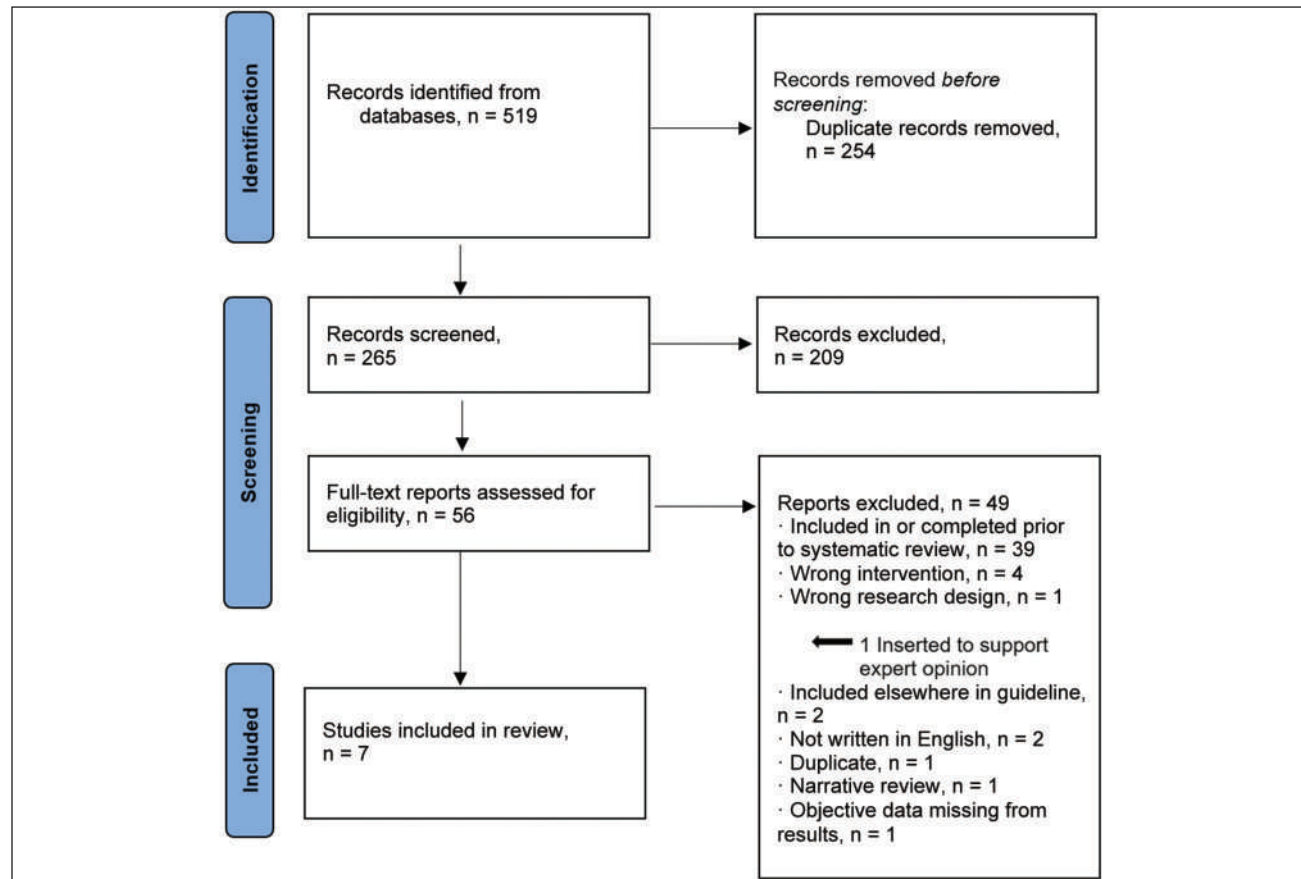 Identification
Records identified from
databases, n = 519
Records removed before
screening:
Duplicate records removed,
n = 254
Screening
Records screened,
n = 265
Records excluded,
n = 209
Full-text reports assessed for
eligibility, n = 56
Reports excluded, n = 49
· Included in or completed prior
to systematic review, n = 39
· Wrong intervention, n = 4
· Wrong research design, n = 1
1 Inserted to support
expert opinion
· Included elsewhere in guideline,
n = 2
· Not written in English, n = 2
· Duplicate, n = 1
· Narrative review, n = 1
· Objective data missing from
results, n = 1
Included
Studies included in review,
n = 7